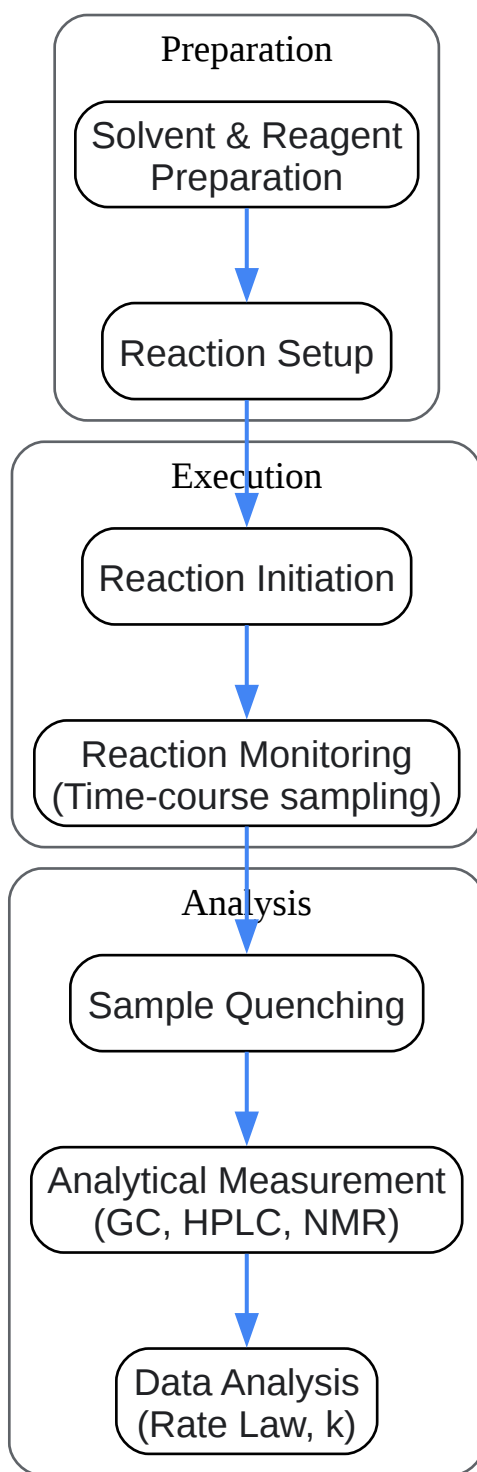 Preparation
Solvent & Reagent
Preparation
Reaction Setup
Execution
Reaction Initiation
Reaction Monitoring
(Time-course sampling)
Analysis
Sample Quenching
Analytical Measurement
(GC, HPLC, NMR)
Data Analysis
(Rate Law, k)